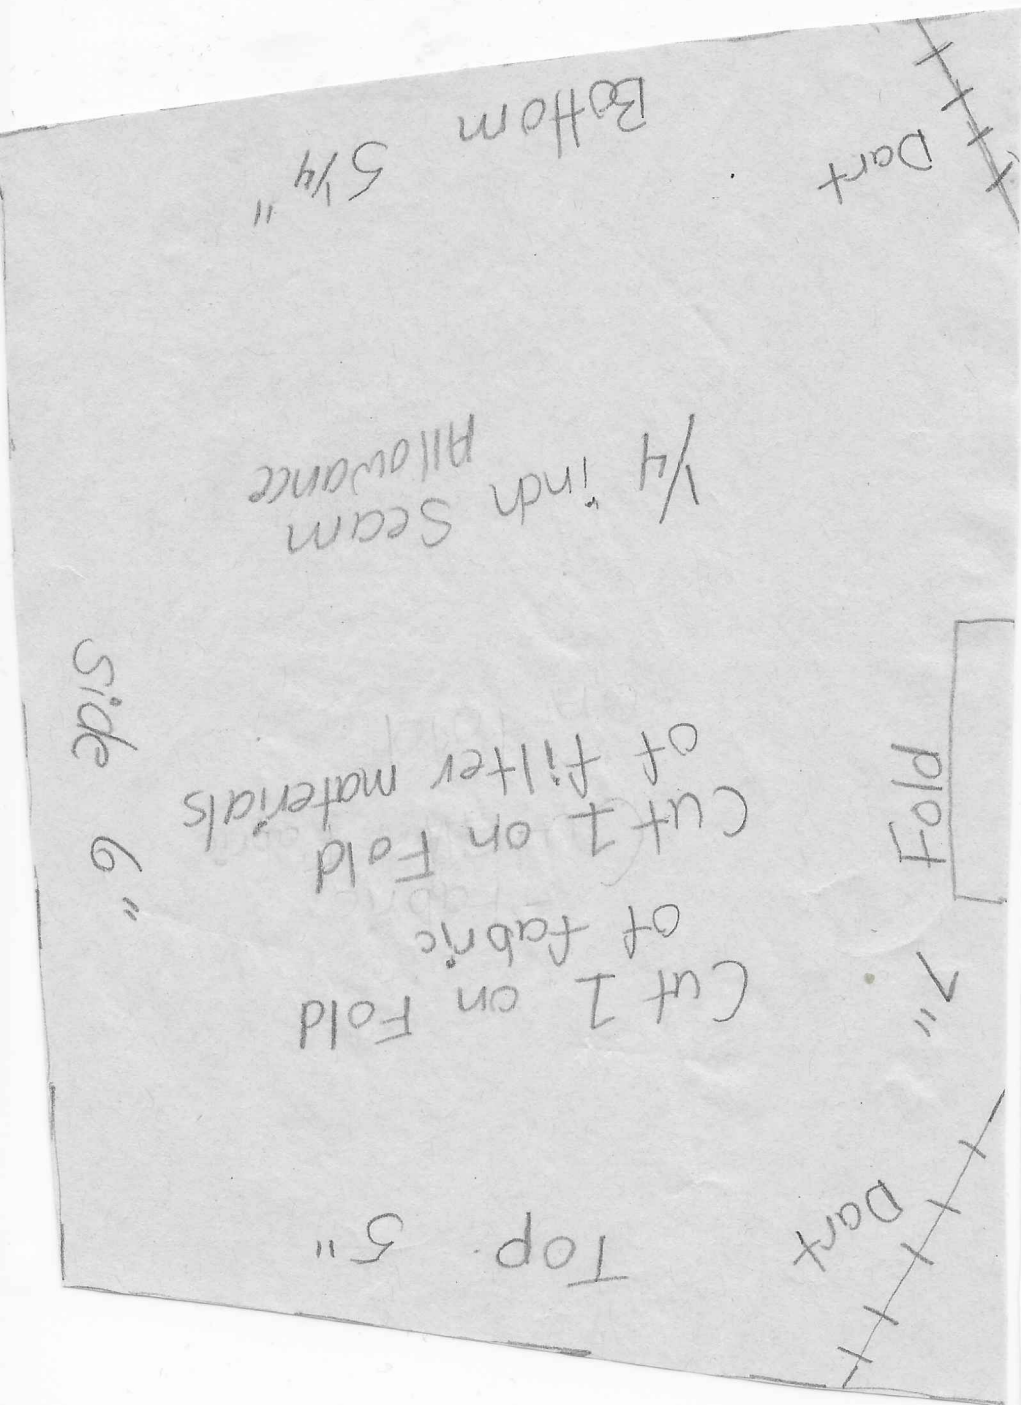 Top 5"
Dart
7"
Cut 1 on Fold
of fabric
Cut 1 on Fold
of filter materials
Fold
Side 6"
1/4 inch Seam
Allowance
Dart
Bottom 5 1/4"